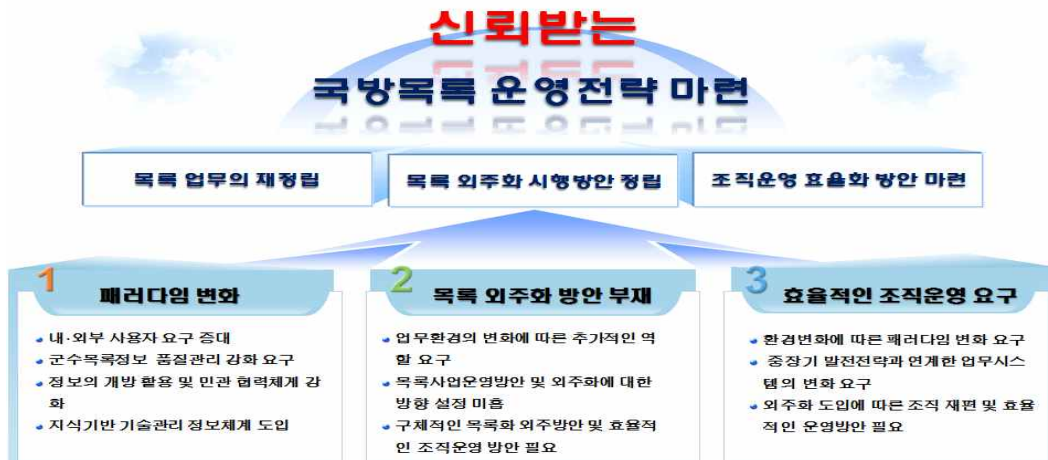 신뢰받는
국방목록 운영전략 마련
목록 업무의 재정립
목록 외주화 시행방안 정립
조직운영 효율화 방안 마련
1
패러다임 변화
내·외부 사용자 요구 증대
군수목록정보 품질관리 강화 요구
정보의 개방 활용 및 민관 협력체계 강
화
지식기반 기술관리 정보체계 도입
2
목록 외주화 방안 부재
업무환경의 변화에 따른 추가적인 역
할 요구
목록사업운영방안 및 외주화에 대한
방향 설정 미흡
구체적인 목록화 외주방안 및 효율적
인 조직운영 방안 필요
3
효율적인 조직운영 요구
환경변화에 따른 패러다임 변화 요구
중장기 발전전략과 연계한 업무시스
템의 변화 요구
외주화 도입에 따른 조직 재편 및 효율
적인 운영방안 필요